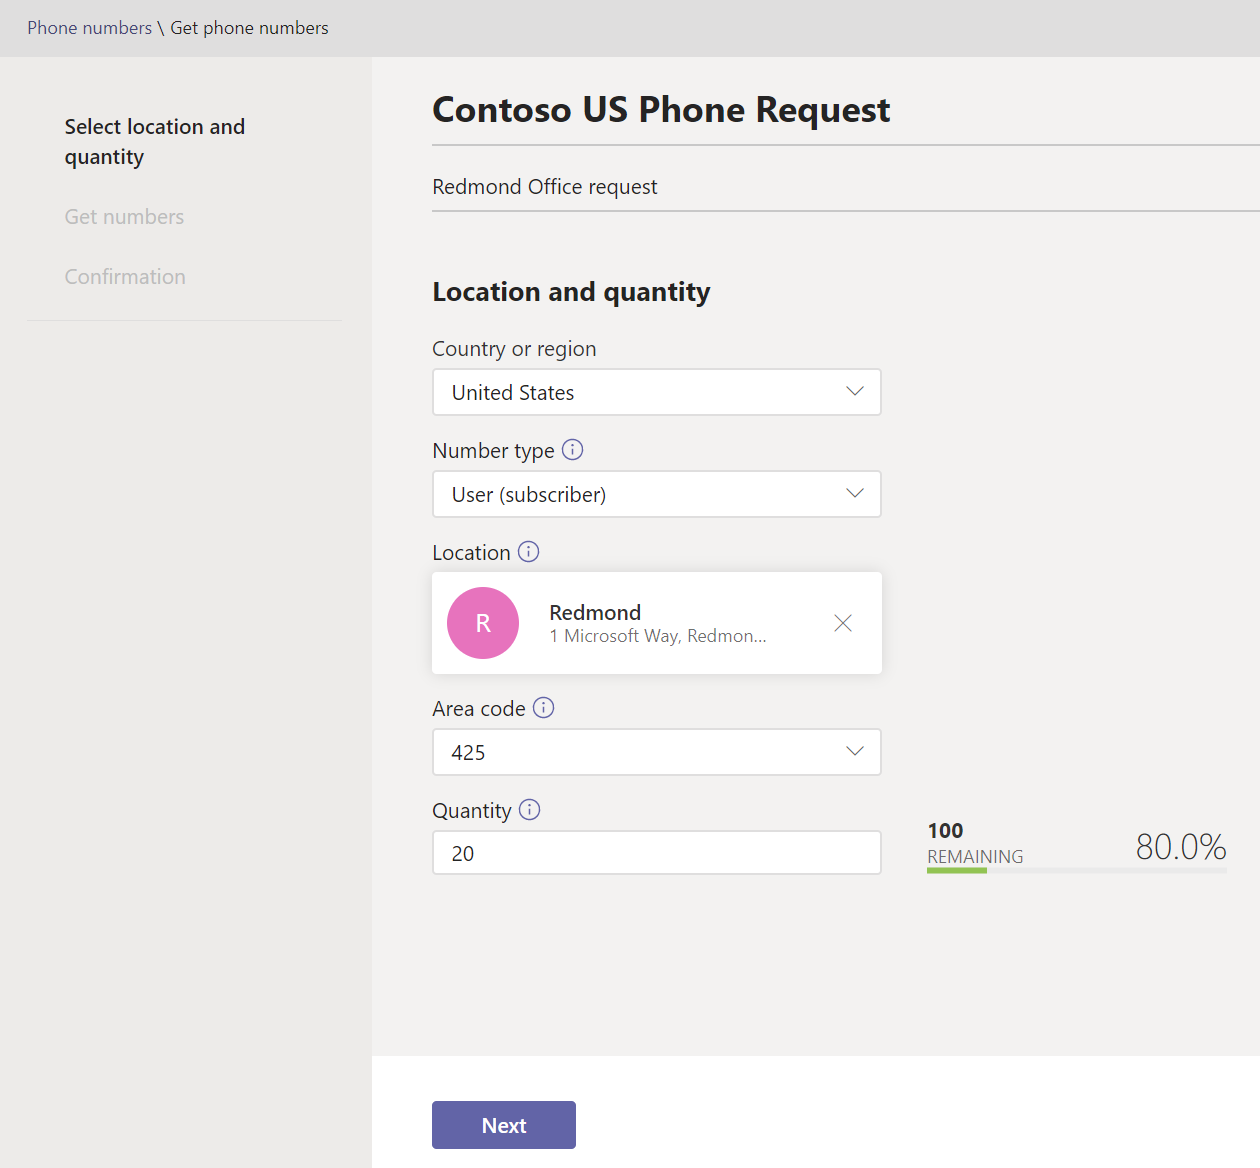 Phone numbers \ Get phone numbers
Select location and
quantity
Get numbers
Confirmation
Contoso US Phone Request
Redmond Office request
Location and quantity
Country or region
United States
Number type
User (subscriber)
Location
R
Redmond
1 Microsoft Way, Redmon...
Area code
425
Quantity
20
100
REMAINING
80.0%
Next